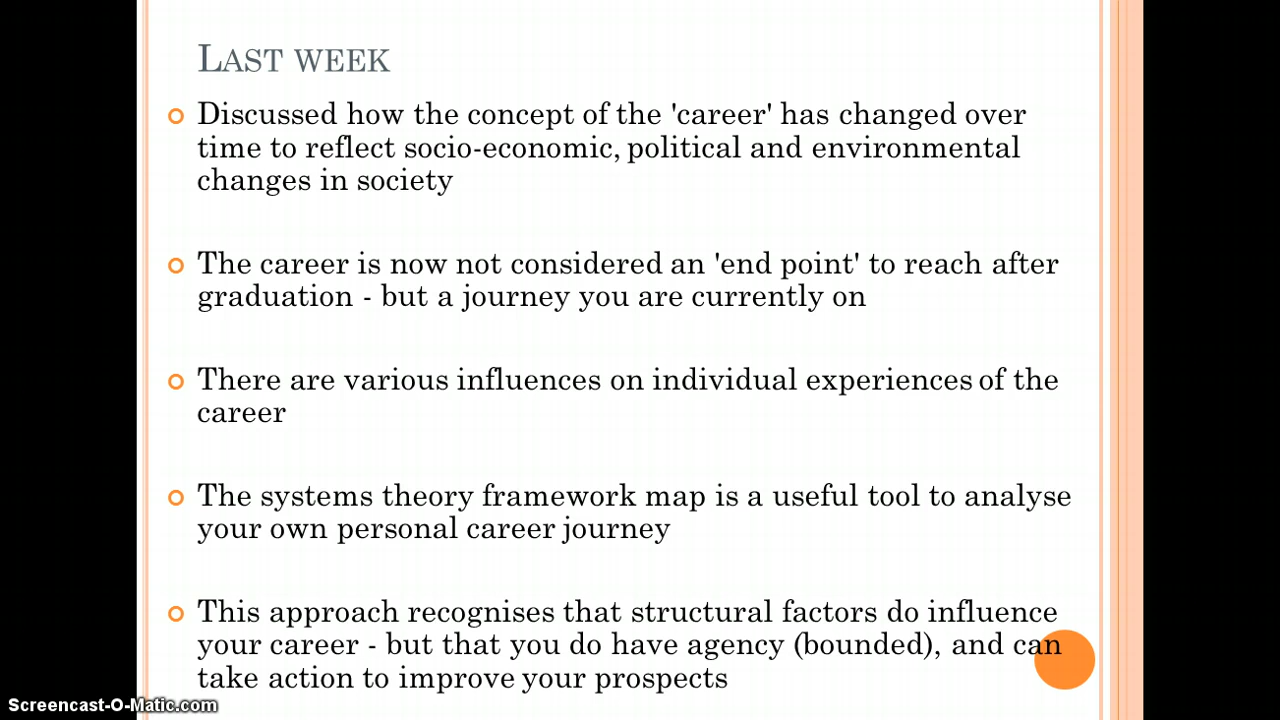 LAST WEEK
Discussed how the concept of the 'career' has changed over
time to reflect socio-economic, political and environmental
changes in society
The career is now not considered an 'end point' to reach after
graduation - but a journey you are currently on
There are various influences on individual experiences of the
career
The systems theory framework map is a useful tool to analyse
your own personal career journey
This approach recognises that structural factors do influence
your career - but that you do have agency (bounded), and can
take action to improve your prospects
Screencast-O-Matic.com